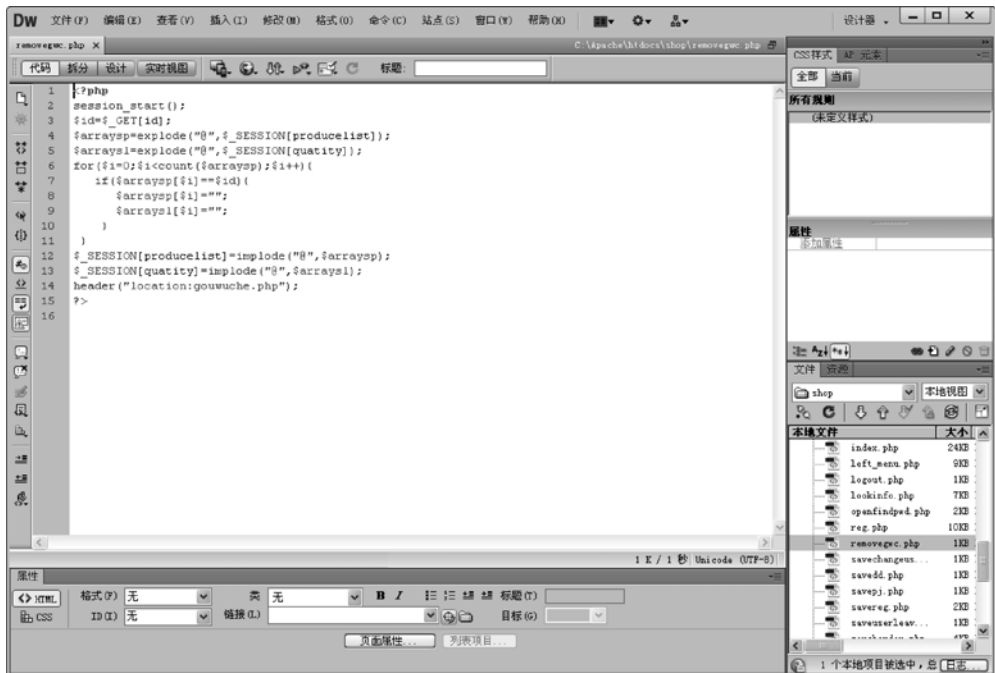 DW 文件(F) 编辑(E) 查看(V) 插入(I) 修改(M) 格式(O) 命令(C) 站点(S) 窗口(W) 帮助(H) 设计器
removegwc.php × C:\Apache\htdocs\shop\removegwc.php
代码 拆分 设计 实时视图 标题:
1 <?php
2 session_start();
3 $id=$_GET[id];
4 $arraysp=explode("@",$_SESSION[producelist]);
5 $arraysl=explode("@",$_SESSION[quatity]);
6 for($i=0;$i<count($arraysp);$i++){
7 if($arraysp[$i]==$id){
8 $arraysp[$i]="";
9 $arraysl[$i]="";
10 }
11 }
12 $_SESSION[producelist]=implode("@",$arraysp);
13 $_SESSION[quatity]=implode("@",$arraysl);
14 header("location:gouwuche.php");
15 ?>
16
1 K / 1 秒 Unicode (UTF-8)
属性
<> HTML 格式(F) 无 类 无 B I 标题(T)
CSS ID(I) 无 链接(L) 目标(G)
页面属性... 列表项目...
CSS样式 AP 元素
全部 当前
所有规则
(未定义样式)
属性
添加属性
文件 资源
shop 本地视图
本地文件 大小
index.php 24KB
left_menu.php 9KB
logout.php 1KB
lookinfo.php 7KB
openfindpwd.php 2KB
reg.php 10KB
removegwc.php 1KB
savechangeus... 1KB
savedd.php 1KB
savepj.php 1KB
savereg.php 2KB
saveuserleav... 1KB
1 个本地项目被选中，总 日志...